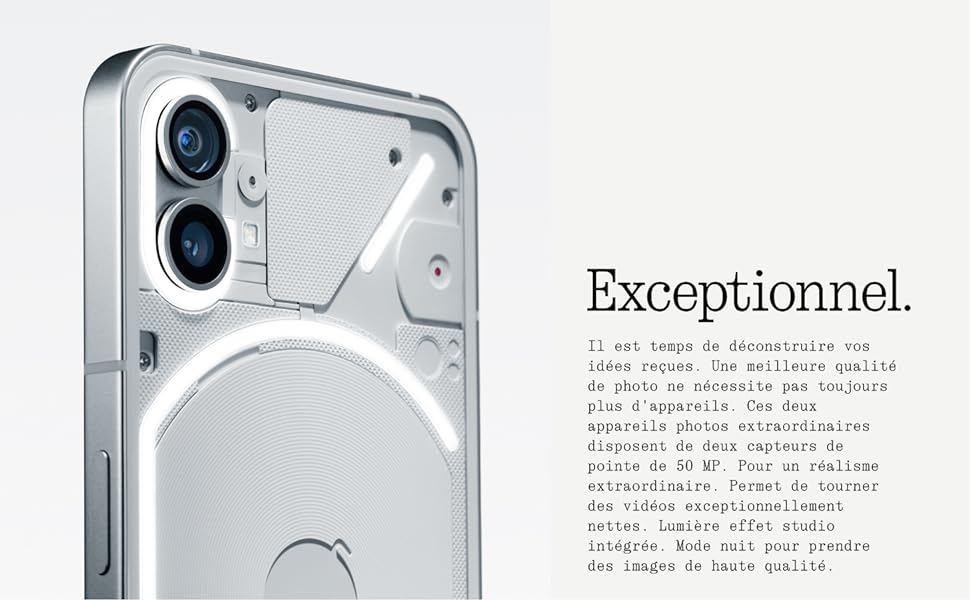 Exceptionnel.
Il est temps de déconstruire vos
idées reçues. Une meilleure qualité
de photo ne nécessite pas toujours
plus d'appareils. Ces deux
appareils photos extraordinaires
disposent de deux capteurs de
pointe de 50 MP. Pour un réalisme
extraordinaire. Permet de tourner
des vidéos exceptionnellement
nettes. Lumière effet studio
intégrée. Mode nuit pour prendre
des images de haute qualité.